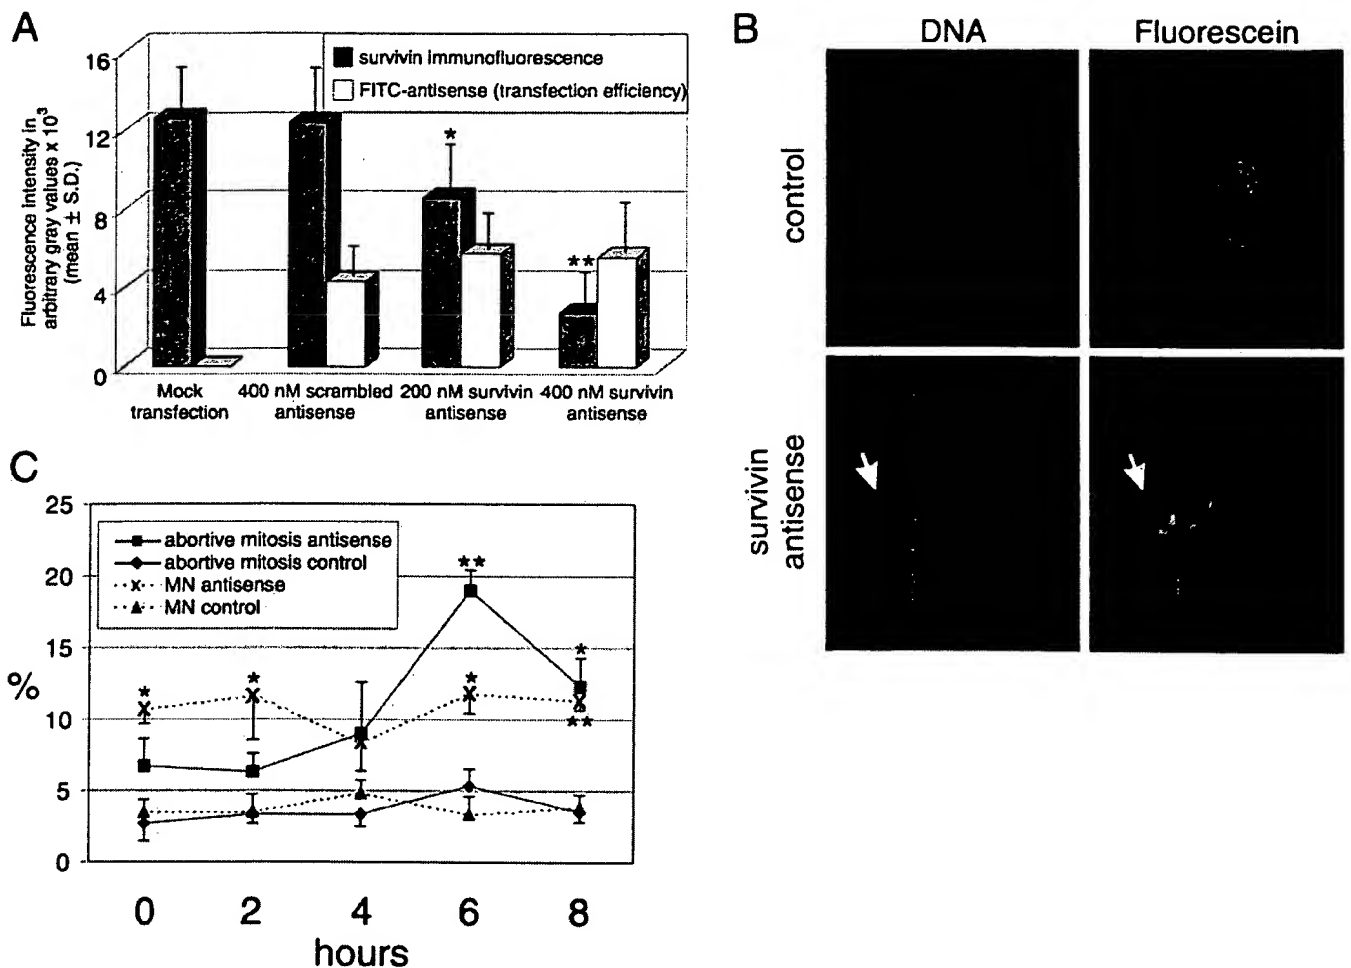 A
16
12
8
4
0
Fluorescence intensity in
arbitrary gray values x 10³
(mean ± S.D.)
survivin immunofluorescence
FITC-antisense (transfection efficiency)
*
**
Mock
transfection
400 nM scrambled
antisense
200 nM survivin
antisense
400 nM survivin
antisense
B
DNA
Fluorescein
control
survivin
antisense
C
25
20
15
10
5
0
%
abortive mitosis antisense
abortive mitosis control
MN antisense
MN control
*
*
**
*
*
**
0 2 4 6 8
hours